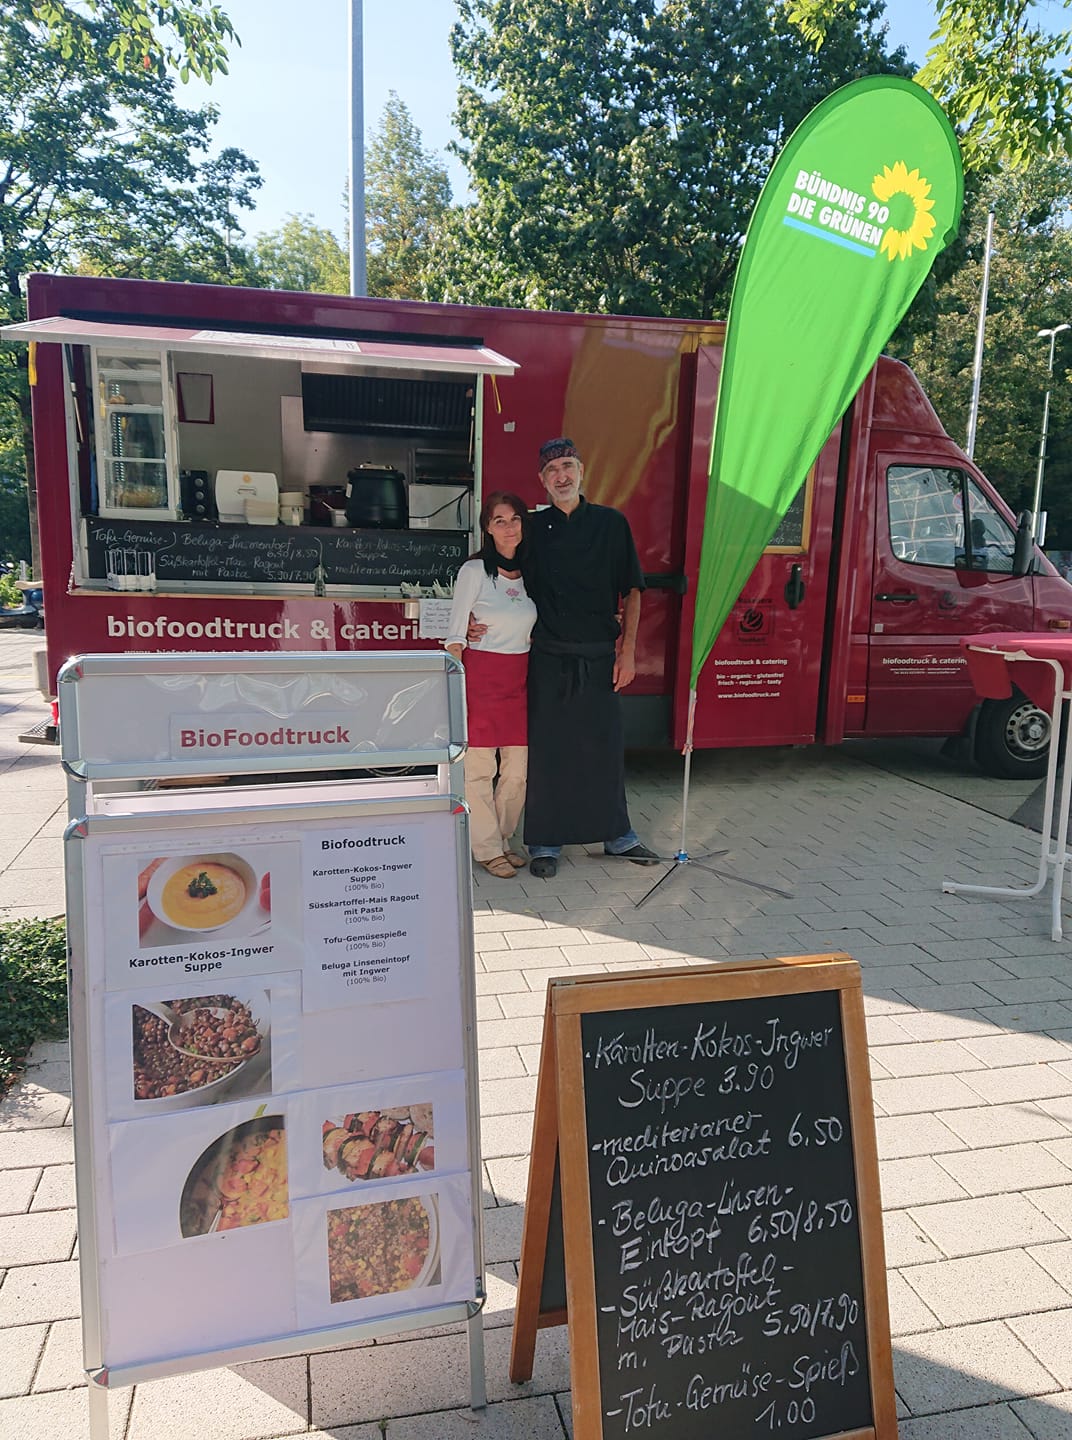 BÜNDNIS 90
DIE GRÜNEN
Tofu-Gemüse-) Beluga-Linseneintopf
6,50/8,50
- Karotten-Kokos-Ingwer
Suppe
3,90
Süßkartoffel-Mais-Ragout
mit Pasta 5.90/7.90
- mediterraner Quinoasalat
biofoodtruck & caterin
biofoodtruck & catering
bio - organic - glutenfrei
frisch - regional - tasty
www.biofoodtruck.net
biofoodtruck & catering
BioFoodtruck
Biofoodtruck
Karotten-Kokos-Ingwer
Suppe
(100% Bio)
Süsskartoffel-Mais Ragout
mit Pasta
(100% Bio)
Tofu-Gemüsespieße
(100% Bio)
Beluga Linseneintopf
mit Ingwer
(100% Bio)
Karotten-Kokos-Ingwer
Suppe
- Karotten-Kokos-Ingwer
Suppe 3.90
- mediterraner
Quinoasalat 6,50
- Beluga-Linsen-
Eintopf 6,50/8,50
- Süßkartoffel-
Mais-Ragout
m. Pasta 5.90/7.90
- Tofu-Gemüse-Spieß
1.00